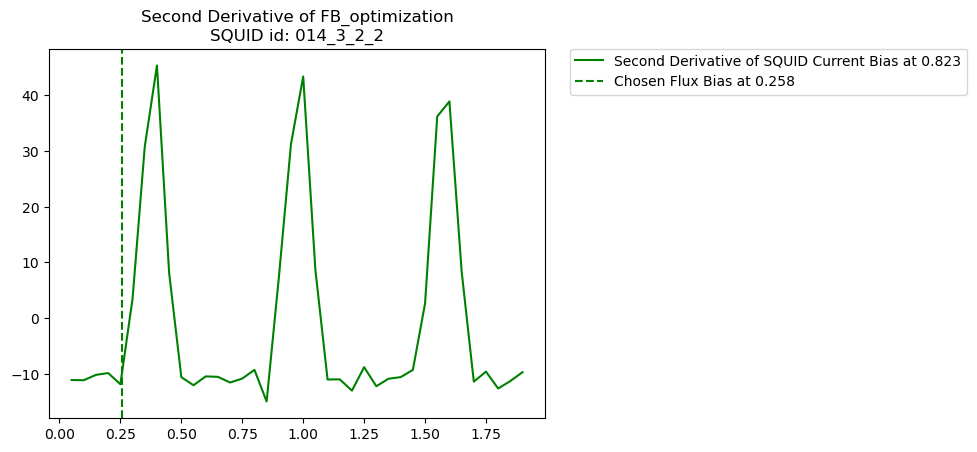 Second Derivative of FB_optimization
SQUID id: 014_3_2_2
Second Derivative of SQUID Current Bias at 0.823
Chosen Flux Bias at 0.258
40
30
20
10
0
−10
0.00 0.25 0.50 0.75 1.00 1.25 1.50 1.75